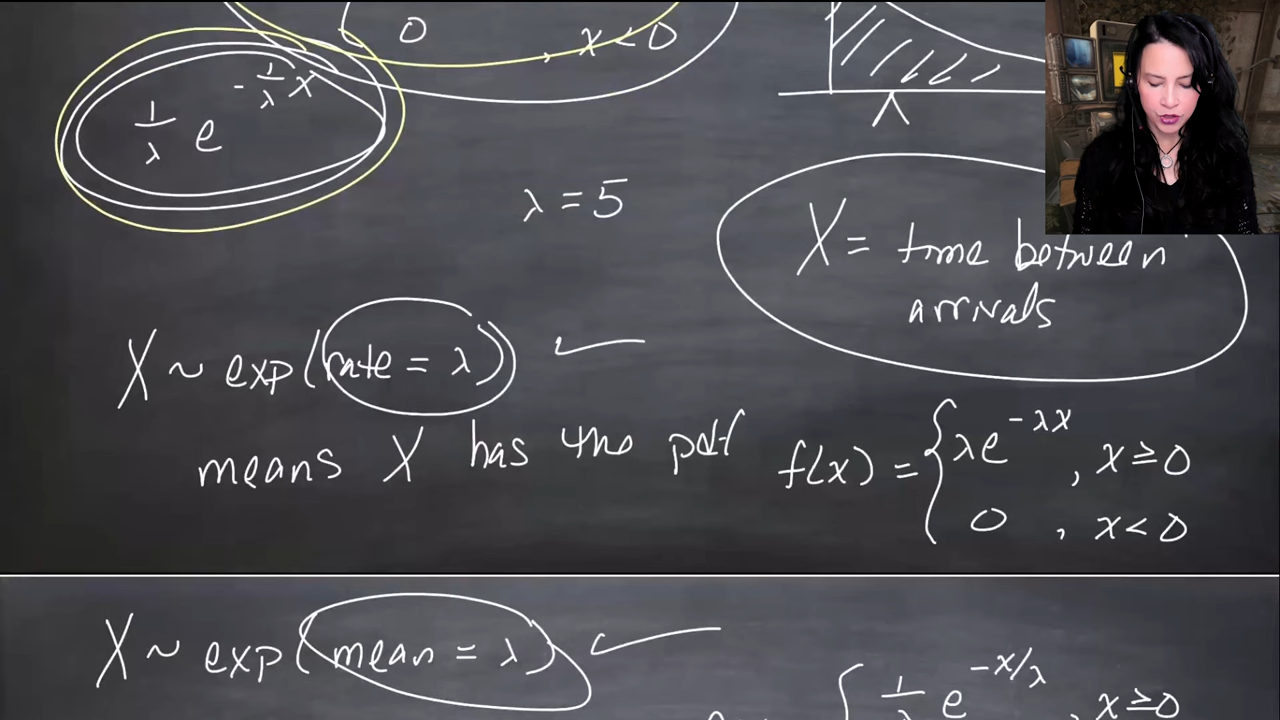 0 , x < 0
1/λ e^{-1/λ x}
λ = 5
X = time between
arrivals
X ~ exp(rate = λ)
means X has the pdf f(x) = { λe^{-λx} , x ≥ 0
0 , x < 0
X ~ exp(mean = λ)
1/λ e^{-x/λ} , x ≥ 0